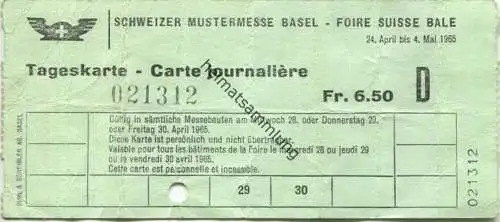 SCHWEIZER MUSTERMESSE BASEL - FOIRE SUISSE BALE
24. April bis 4. Mai 1965
Tageskarte - Carte journalière
021312
Fr. 6.50
D
Gültig in sämtliche Messebauten am Mittwoch 28. oder Donnerstag 29.
oder Freitag 30. April 1965.
Diese Karte ist persönlich und nicht übertragbar.
Valable pour tous les bâtiments de la Foire le mercredi 28 ou jeudi 29
ou le vendredi 30 avril 1965.
Cette carte est personnelle et incessible.
29
30
021312
heimatsammlung